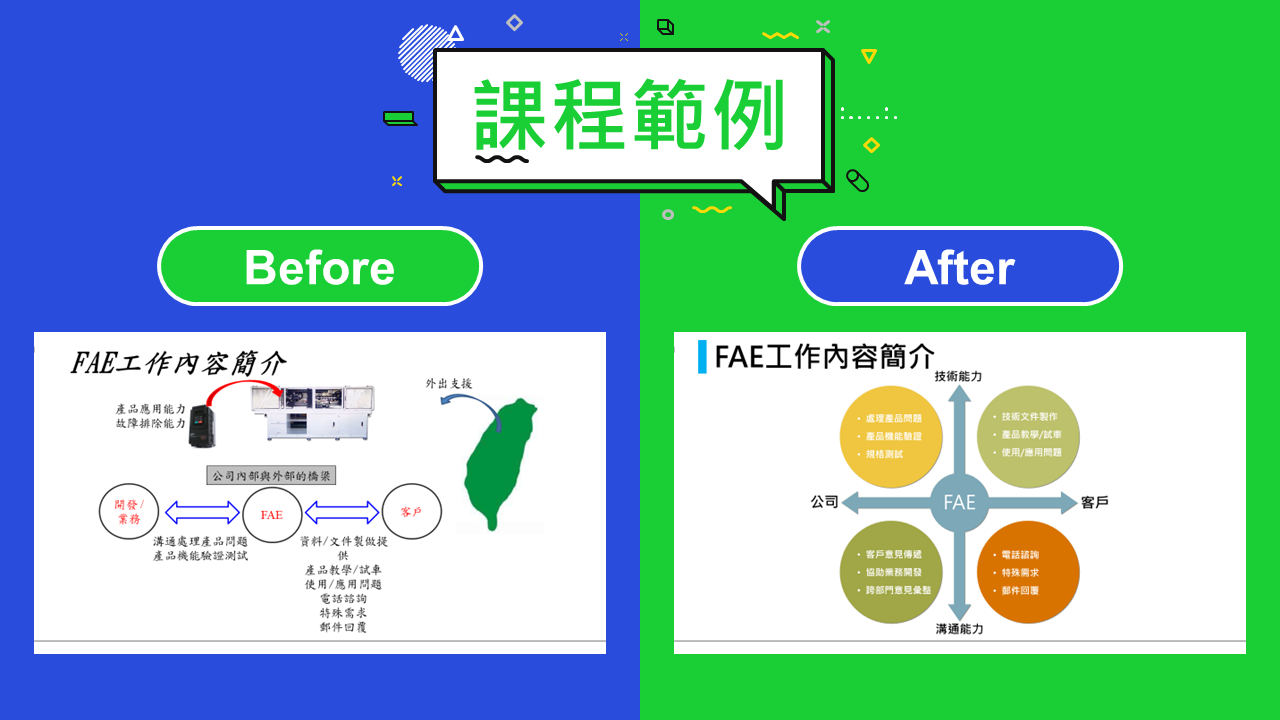 課程範例
Before
FAE工作內容簡介
產品應用能力
故障排除能力
外出支援
公司內部與外部的橋梁
開發/
業務
FAE
客戶
溝通處理產品問題
產品機能驗證測試
資料/文件製做提
供
產品教學/試車
使用/應用問題
電話諮詢
特殊需求
郵件回覆
After
FAE工作內容簡介
技術能力
• 處理產品問題
• 產品機能驗證
• 規格測試
• 技術文件製作
• 產品教學/試車
• 使用/應用問題
公司
FAE
客戶
• 客戶意見傳遞
• 協助業務開發
• 跨部門意見彙整
• 電話諮詢
• 特殊需求
• 郵件回覆
溝通能力